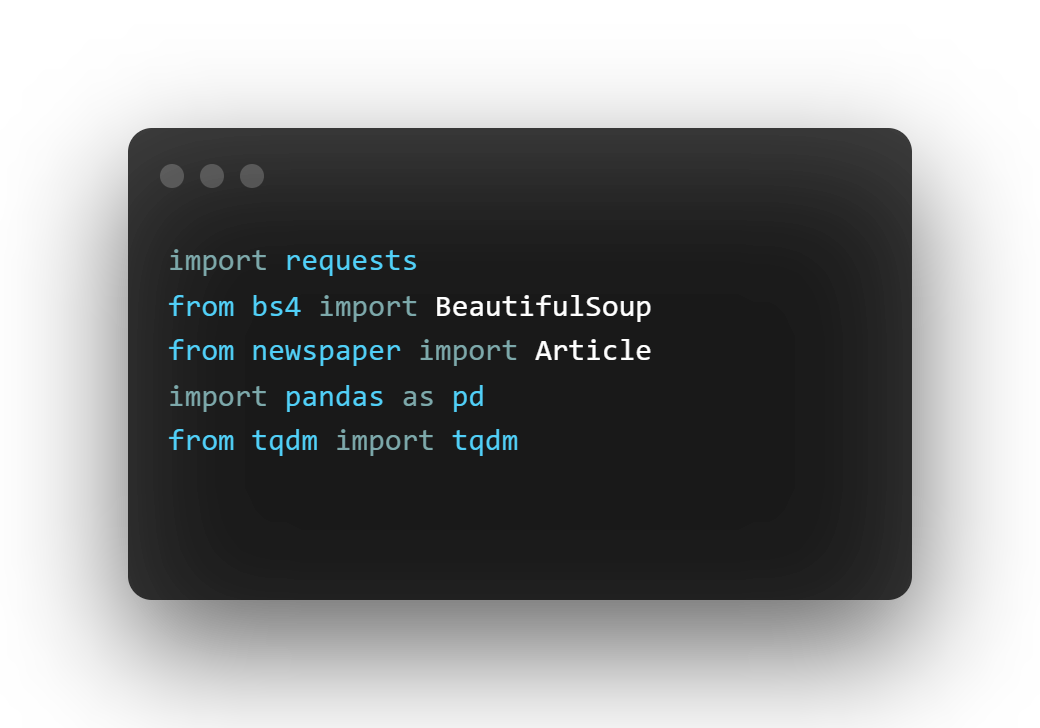 import requests
from bs4 import BeautifulSoup
from newspaper import Article
import pandas as pd
from tqdm import tqdm